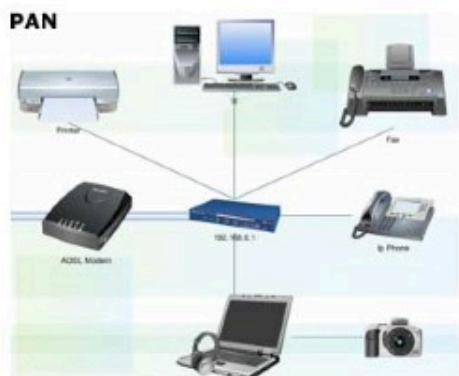 PAN
Printer
Fax
192.168.0.1
Ip Phone
ADSL Modem